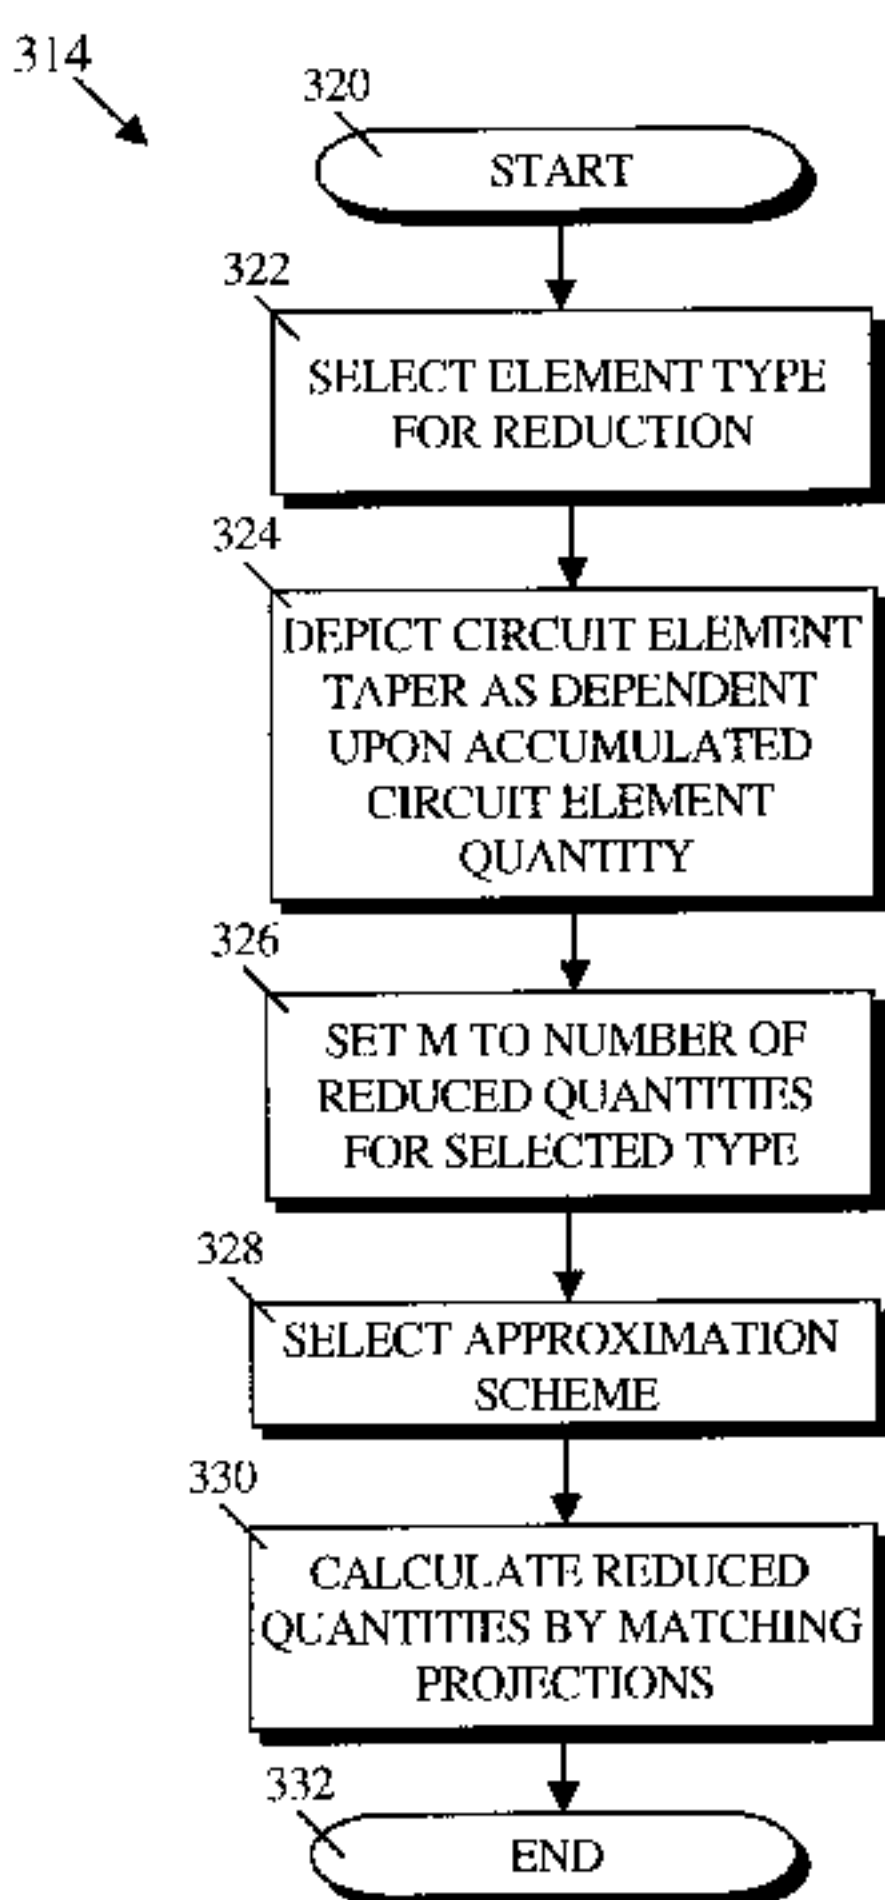 314
320
START
322
SELECT ELEMENT TYPE
FOR REDUCTION
324
DEPICT CIRCUIT ELEMENT
TAPER AS DEPENDENT
UPON ACCUMULATED
CIRCUIT ELEMENT
QUANTITY
326
SET M TO NUMBER OF
REDUCED QUANTITIES
FOR SELECTED TYPE
328
SELECT APPROXIMATION
SCHEME
330
CALCULATE REDUCED
QUANTITIES BY MATCHING
PROJECTIONS
332
END